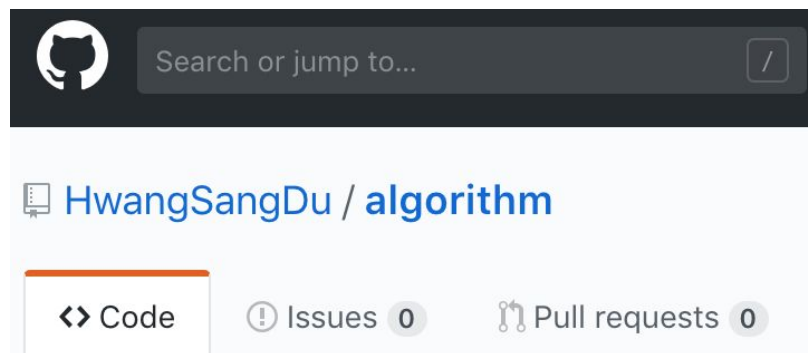 Search or jump to... /
HwangSangDu / algorithm
<> Code Issues 0 Pull requests 0